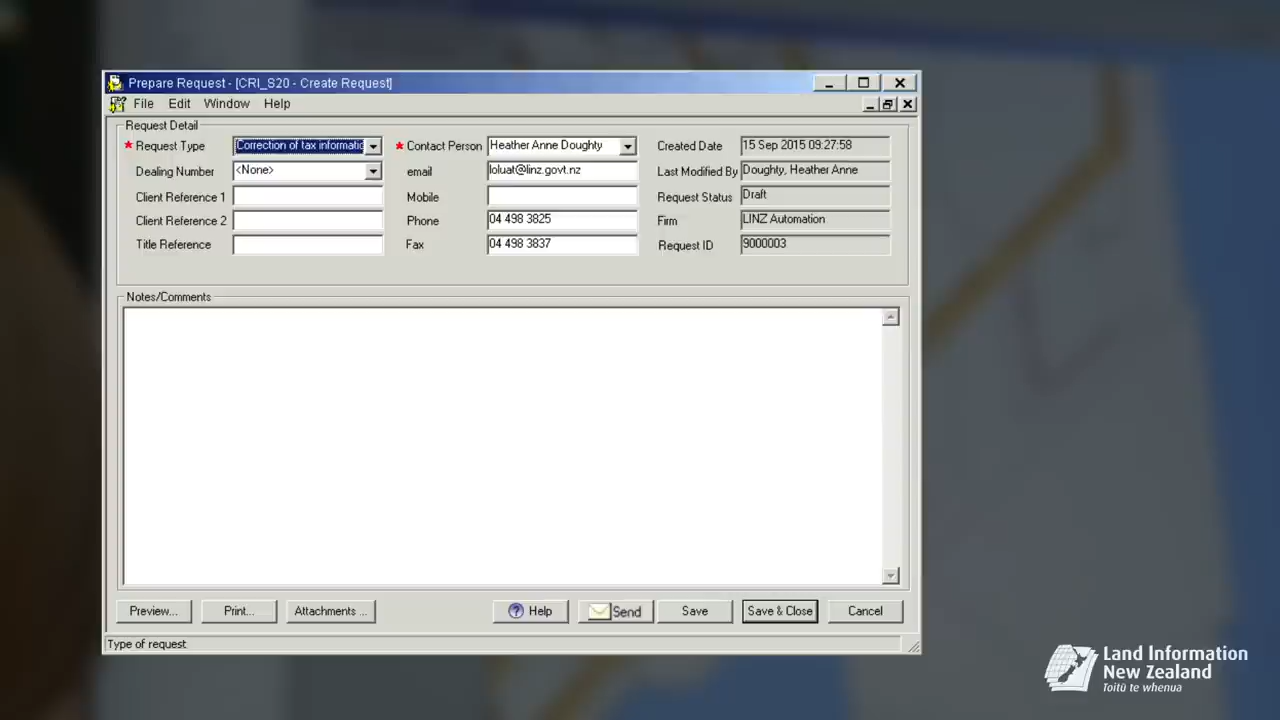 Prepare Request - [CRI_S20 - Create Request]
File Edit Window Help
Request Detail
* Request Type Correction of tax informatic * Contact Person Heather Anne Doughty Created Date 15 Sep 2015 09:27:58
Dealing Number <None> email loluat@linz.govt.nz Last Modified By Doughty, Heather Anne
Client Reference 1 Mobile Request Status Draft
Client Reference 2 Phone 04 498 3825 Firm LINZ Automation
Title Reference Fax 04 498 3837 Request ID 9000003
Notes/Comments
Preview... Print... Attachments ... Help Send Save Save & Close Cancel
Type of request
Land Information
New Zealand
Toitū te whenua